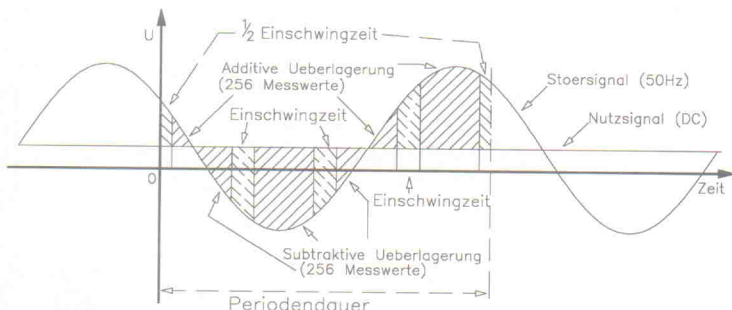 U
½ Einschwingzeit
Additive Ueberlagerung
(256 Messwerte)
Stoersignal (50Hz)
Einschwingzeit
Nutzsignal (DC)
0
Zeit
Einschwingzeit
Subtraktive Ueberlagerung
(256 Messwerte)
Periodendauer